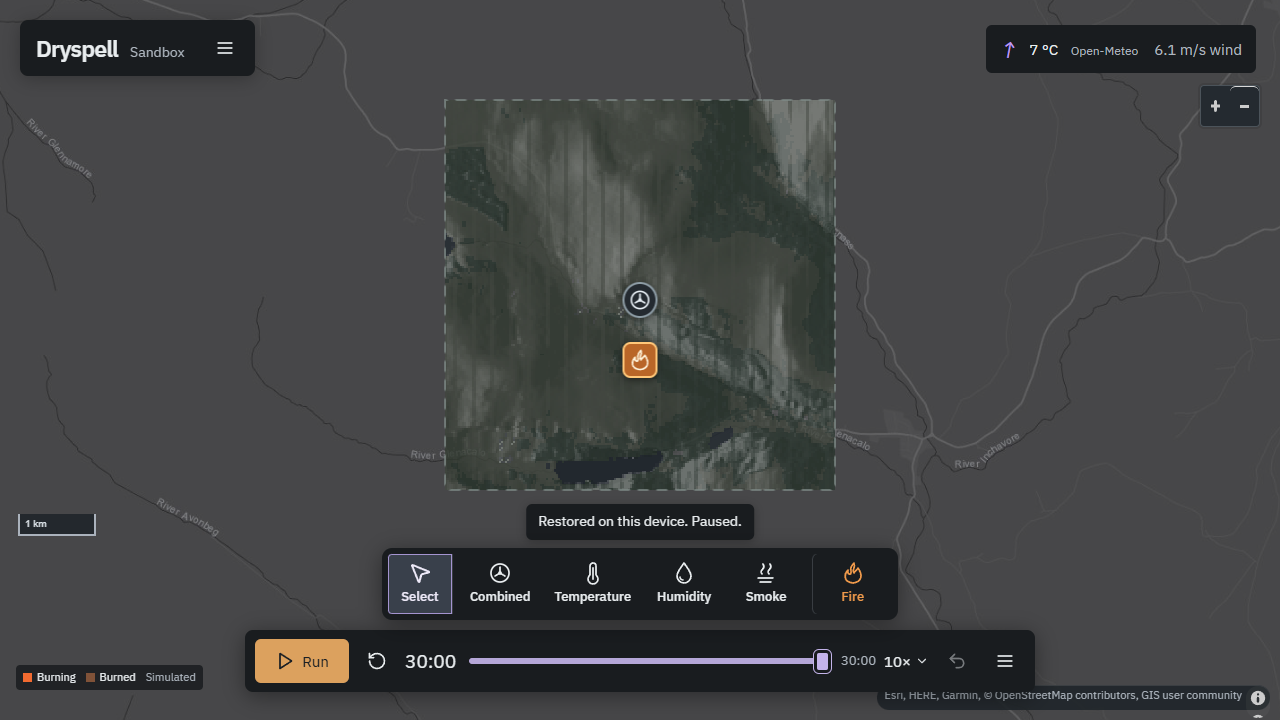 Dryspell Sandbox
7 °C Open-Meteo 6.1 m/s wind
+ −
River Glennamore
River
enacalo
River Inchavore
River Avonbeg
1 km
Restored on this device. Paused.
Select Combined Temperature Humidity Smoke Fire
Run 30:00 30:00 10×
Burning Burned Simulated
Esri, HERE, Garmin, © OpenStreetMap contributors, GIS user community